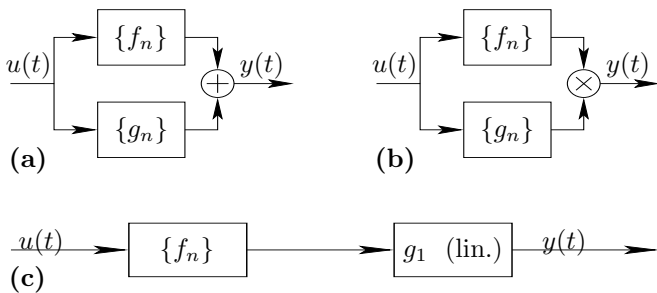 {f_n} {f_n}
u(t) y(t) u(t) y(t)
+ ×
{g_n} {g_n}
(a) (b)
u(t) {f_n} g_1 (lin.) y(t)
(c)